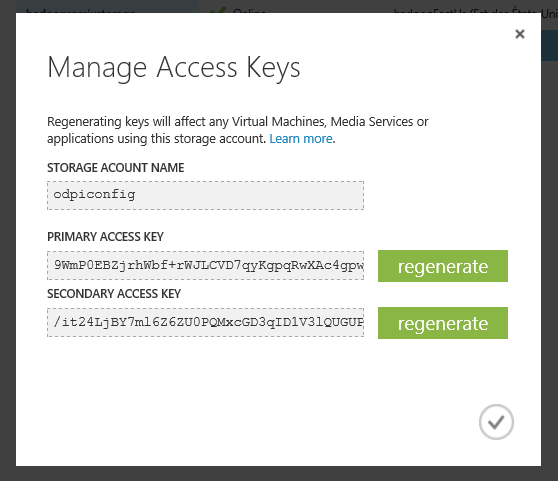 Manage Access Keys
Regenerating keys will affect any Virtual Machines, Media Services or
applications using this storage account. Learn more.
STORAGE ACOUNT NAME
odpiconfig
PRIMARY ACCESS KEY
9WmP0EBZjrhWbf+rWJLCVD7qyKgpqRwXAc4gpw
regenerate
SECONDARY ACCESS KEY
/it24LjBY7ml6Z6ZU0PQMxcGD3qID1V3lQUGUP
regenerate